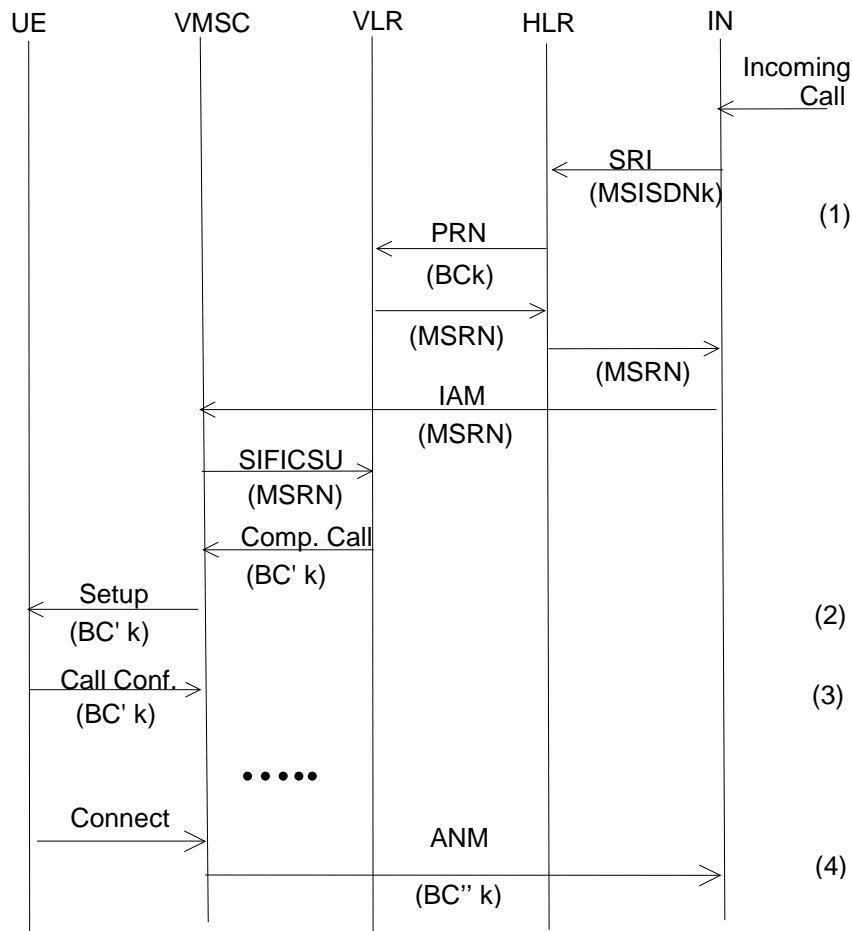 UE VMSC VLR HLR IN
Incoming
Call
SRI
(MSISDNk)
(1)
PRN
(BCk)
(MSRN)
(MSRN)
IAM
(MSRN)
SIFICSU
(MSRN)
Comp. Call
(BC' k)
Setup
(BC' k)
(2)
Call Conf.
(BC' k)
(3)
•••••
Connect
ANM
(BC’’ k)
(4)